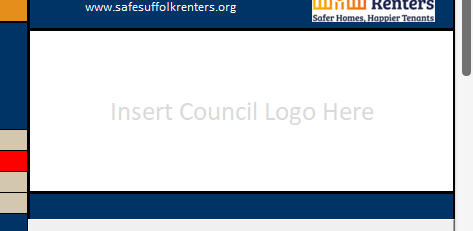 www.safesuffolkrenters.org
Renters
Safer Homes, Happier Tenants
Insert Council Logo Here